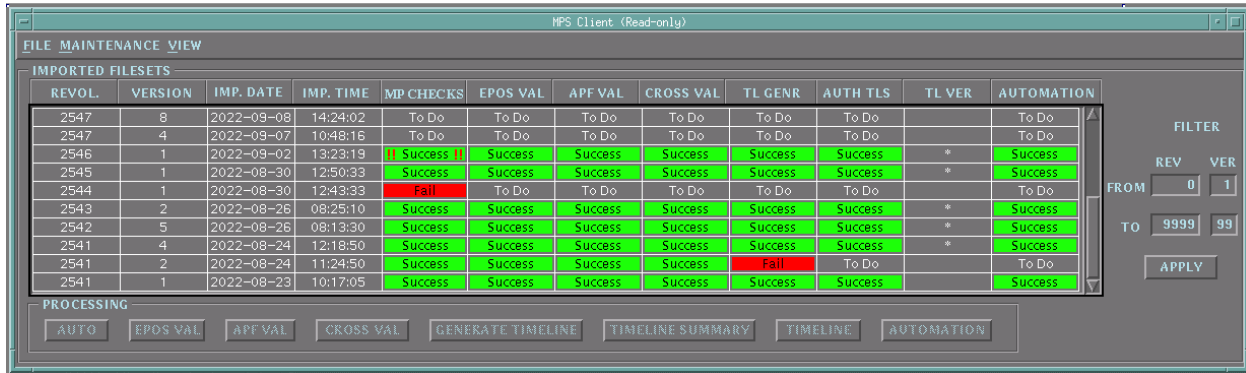 MPS Client (Read-only)
FILE MAINTENANCE VIEW
IMPORTED FILESETS
REVOL. VERSION IMP. DATE IMP. TIME MP CHECKS EPOS VAL APF VAL CROSS VAL TL GENR AUTH TLS TL VER AUTOMATION
2547 8 2022-09-08 14:24:02 To Do To Do To Do To Do To Do To Do To Do
2547 4 2022-09-07 10:48:16 To Do To Do To Do To Do To Do To Do To Do
2546 1 2022-09-02 13:23:19 !! Success !! Success Success Success Success Success * Success
2545 1 2022-08-30 12:50:33 Success Success Success Success Success Success * Success
2544 1 2022-08-30 12:43:33 Fail To Do To Do To Do To Do To Do To Do
2543 2 2022-08-26 08:25:10 Success Success Success Success Success Success * Success
2542 5 2022-08-26 08:13:30 Success Success Success Success Success Success * Success
2541 4 2022-08-24 12:18:50 Success Success Success Success Success Success * Success
2541 2 2022-08-24 11:24:50 Success Success Success Success Fail To Do To Do
2541 1 2022-08-23 10:17:05 Success Success Success Success Success Success Success
FILTER
REV VER
FROM 0 1
TO 9999 99
APPLY
PROCESSING
AUTO EPOS VAL APF VAL CROSS VAL GENERATE TIMELINE TIMELINE SUMMARY TIMELINE AUTOMATION